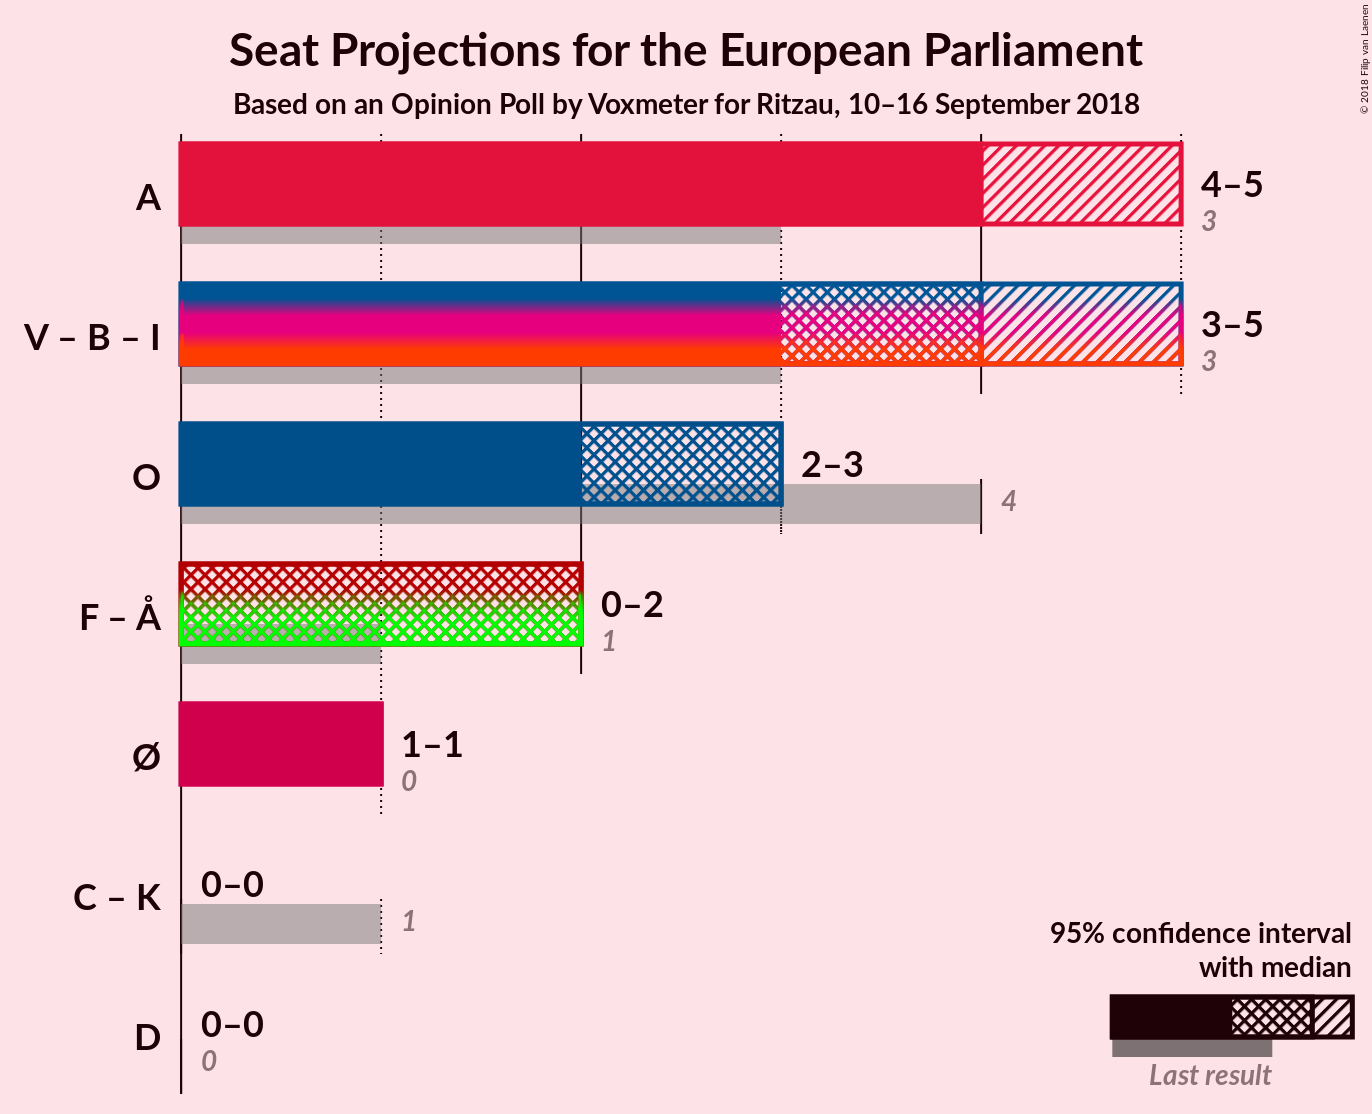 Seat Projections for the European Parliament
Based on an Opinion Poll by Voxmeter for Ritzau, 10–16 September 2018
© 2018 Filip van Laenen
A
4–5
3
V – B – I
3–5
3
O
2–3
4
F – Å
0–2
1
Ø
1–1
0
C – K
0–0
1
D
0–0
0
95% confidence interval
with median
Last result